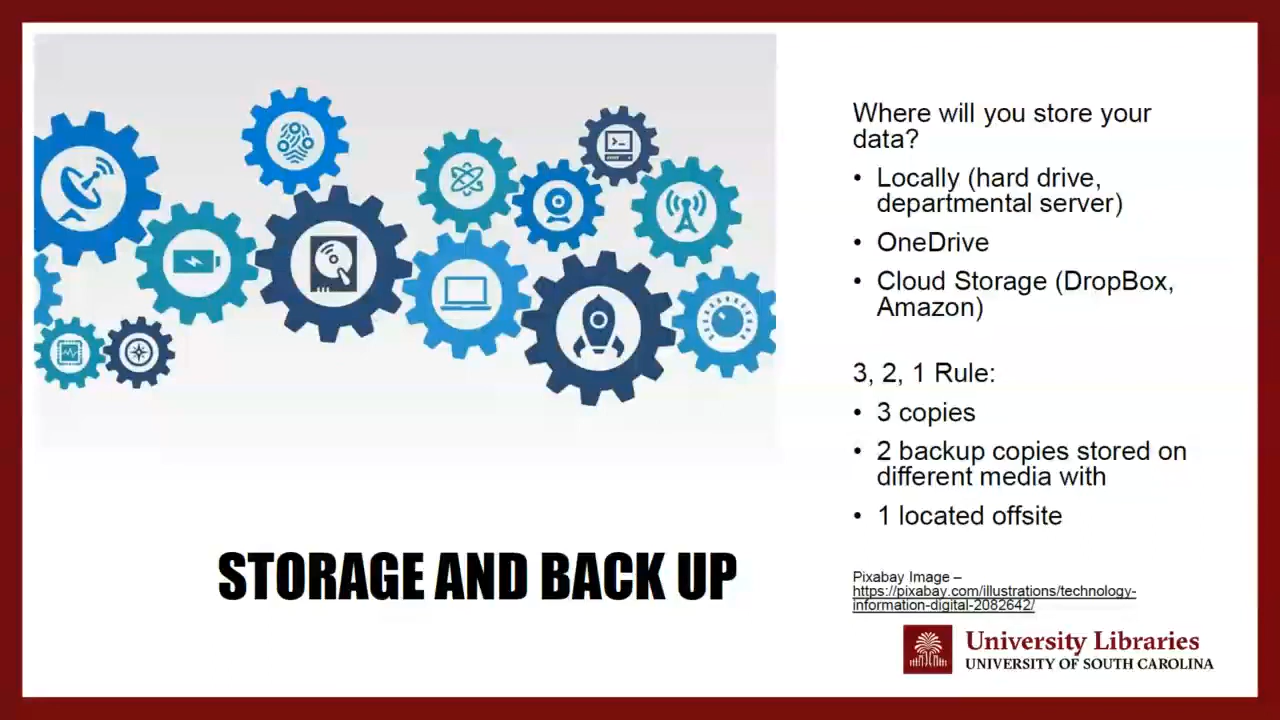 Where will you store your
data?
• Locally (hard drive,
departmental server)
• OneDrive
• Cloud Storage (DropBox,
Amazon)
3, 2, 1 Rule:
• 3 copies
• 2 backup copies stored on
different media with
• 1 located offsite
STORAGE AND BACK UP
Pixabay Image –
https://pixabay.com/illustrations/technology-
information-digital-2082642/
University Libraries
UNIVERSITY OF SOUTH CAROLINA